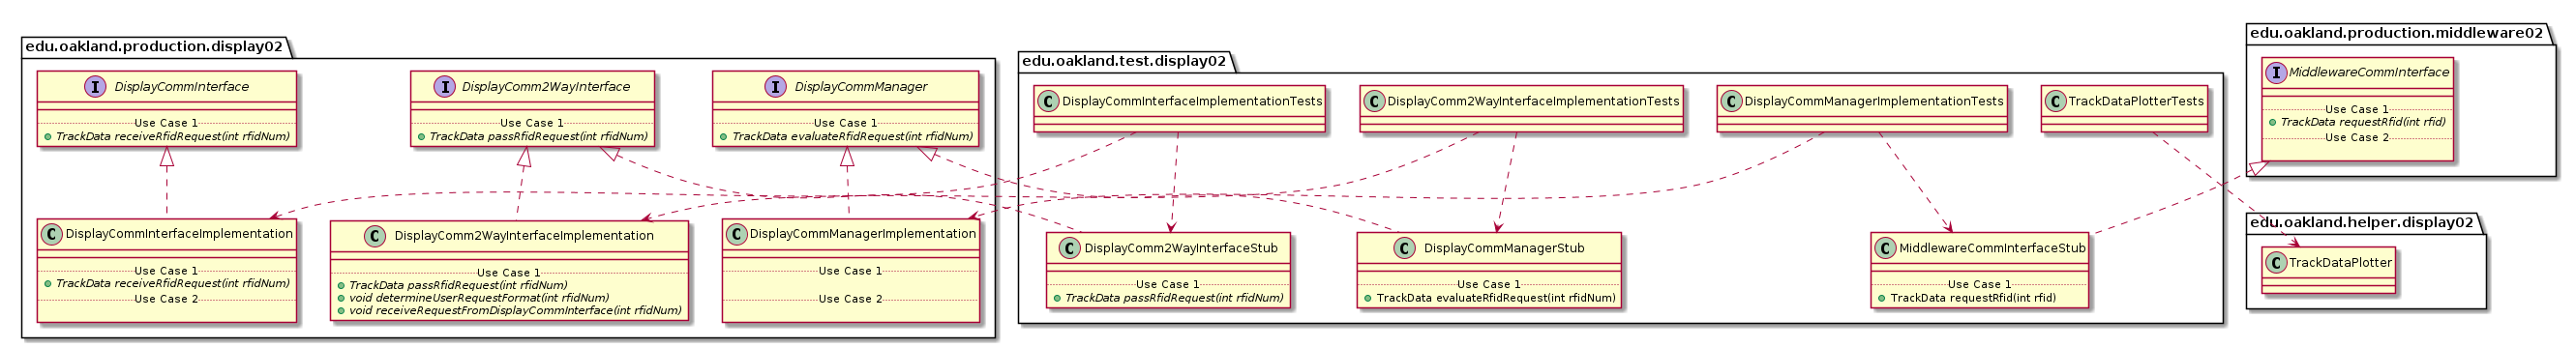 edu.oakland.production.display02
I DisplayCommInterface
Use Case 1
TrackData receiveRfidRequest(int rfidNum)
I DisplayComm2WayInterface
Use Case 1
TrackData passRfidRequest(int rfidNum)
I DisplayCommManager
Use Case 1
TrackData evaluateRfidRequest(int rfidNum)
C DisplayCommInterfaceImplementation
Use Case 1
TrackData receiveRfidRequest(int rfidNum)
Use Case 2
C DisplayComm2WayInterfaceImplementation
Use Case 1
TrackData passRfidRequest(int rfidNum)
void determineUserRequestFormat(int rfidNum)
void receiveRequestFromDisplayCommInterface(int rfidNum)
C DisplayCommManagerImplementation
Use Case 1
Use Case 2
edu.oakland.test.display02
C DisplayCommInterfaceImplementationTests
C DisplayComm2WayInterfaceImplementationTests
C DisplayCommManagerImplementationTests
C TrackDataPlotterTests
C DisplayComm2WayInterfaceStub
Use Case 1
TrackData passRfidRequest(int rfidNum)
C DisplayCommManagerStub
Use Case 1
TrackData evaluateRfidRequest(int rfidNum)
C MiddlewareCommInterfaceStub
Use Case 1
TrackData requestRfid(int rfid)
edu.oakland.production.middleware02
I MiddlewareCommInterface
Use Case 1
TrackData requestRfid(int rfid)
Use Case 2
edu.oakland.helper.display02
C TrackDataPlotter